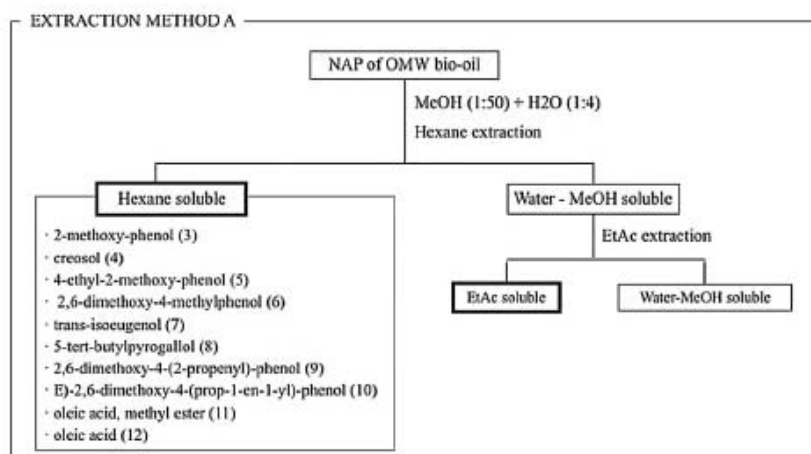 EXTRACTION METHOD A
NAP of OMW bio-oil
MeOH (1:50) + H2O (1:4)
Hexane extraction
Hexane soluble
· 2-methoxy-phenol (3)
· creosol (4)
· 4-ethyl-2-methoxy-phenol (5)
· 2,6-dimethoxy-4-methylphenol (6)
· trans-isoeugenol (7)
· 5-tert-butylpyrogallol (8)
· 2,6-dimethoxy-4-(2-propenyl)-phenol (9)
· E)-2,6-dimethoxy-4-(prop-1-en-1-yl)-phenol (10)
· oleic acid, methyl ester (11)
· oleic acid (12)
Water - MeOH soluble
EtAc extraction
EtAc soluble
Water-MeOH soluble